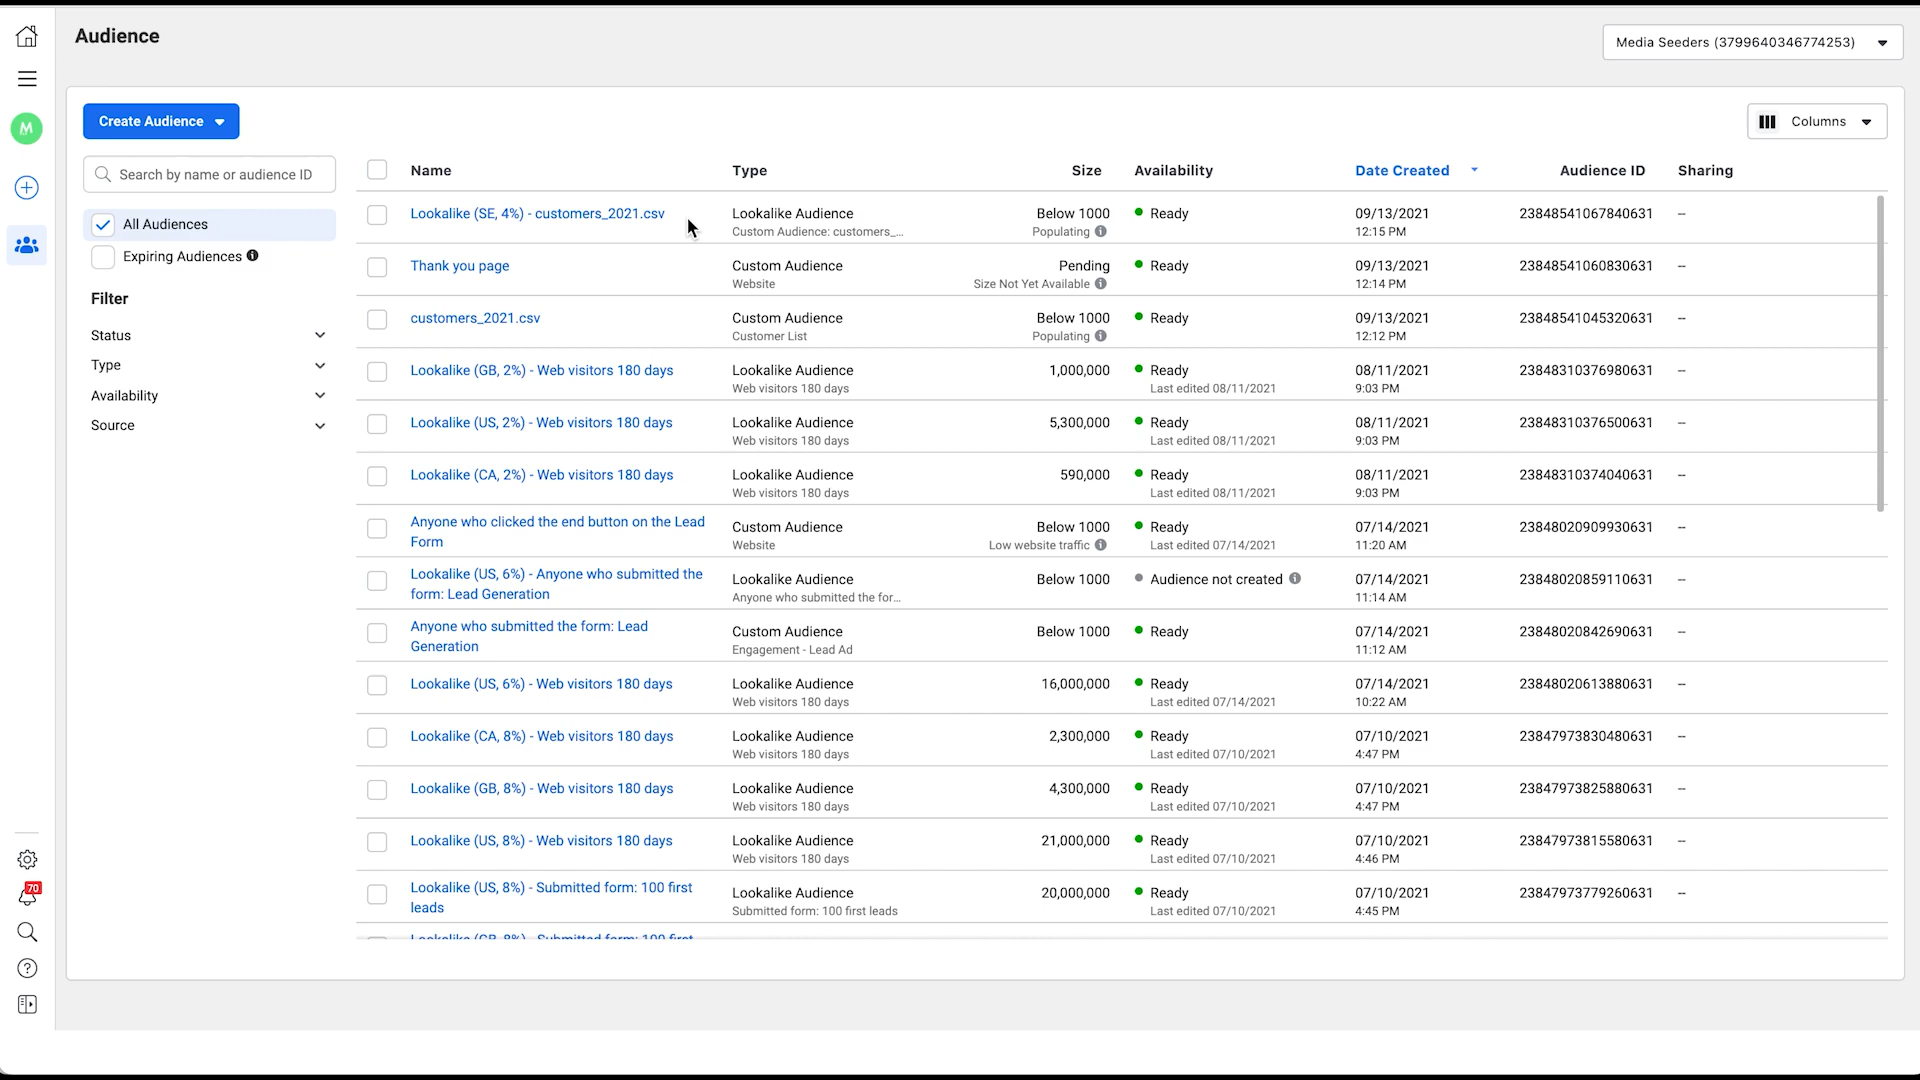 Audience
Media Seeders (3799640346774253)
M
Create Audience
Columns
Search by name or audience ID
All Audiences
Expiring Audiences
Filter
Status
Type
Availability
Source
Name Type Size Availability Date Created Audience ID Sharing
Lookalike (SE, 4%) - customers_2021.csv Lookalike Audience Below 1000 Ready 09/13/2021 23848541067840631 --
Custom Audience: customers_... Populating 12:15 PM
Thank you page Custom Audience Pending Ready 09/13/2021 23848541060830631 --
Website Size Not Yet Available 12:14 PM
customers_2021.csv Custom Audience Below 1000 Ready 09/13/2021 23848541045320631 --
Customer List Populating 12:12 PM
Lookalike (GB, 2%) - Web visitors 180 days Lookalike Audience 1,000,000 Ready 08/11/2021 23848310376980631 --
Web visitors 180 days Last edited 08/11/2021 9:03 PM
Lookalike (US, 2%) - Web visitors 180 days Lookalike Audience 5,300,000 Ready 08/11/2021 23848310376500631 --
Web visitors 180 days Last edited 08/11/2021 9:03 PM
Lookalike (CA, 2%) - Web visitors 180 days Lookalike Audience 590,000 Ready 08/11/2021 23848310374040631 --
Web visitors 180 days Last edited 08/11/2021 9:03 PM
Anyone who clicked the end button on the Lead Custom Audience Below 1000 Ready 07/14/2021 23848020909930631 --
Form Website Low website traffic Last edited 07/14/2021 11:20 AM
Lookalike (US, 6%) - Anyone who submitted the Lookalike Audience Below 1000 Audience not created 07/14/2021 23848020859110631 --
form: Lead Generation Anyone who submitted the for... 11:14 AM
Anyone who submitted the form: Lead Custom Audience Below 1000 Ready 07/14/2021 23848020842690631 --
Generation Engagement - Lead Ad 11:12 AM
Lookalike (US, 6%) - Web visitors 180 days Lookalike Audience 16,000,000 Ready 07/14/2021 23848020613880631 --
Web visitors 180 days Last edited 07/14/2021 10:22 AM
Lookalike (CA, 8%) - Web visitors 180 days Lookalike Audience 2,300,000 Ready 07/10/2021 23847973830480631 --
Web visitors 180 days Last edited 07/10/2021 4:47 PM
Lookalike (GB, 8%) - Web visitors 180 days Lookalike Audience 4,300,000 Ready 07/10/2021 23847973825880631 --
Web visitors 180 days Last edited 07/10/2021 4:47 PM
Lookalike (US, 8%) - Web visitors 180 days Lookalike Audience 21,000,000 Ready 07/10/2021 23847973815580631 --
Web visitors 180 days Last edited 07/10/2021 4:46 PM
Lookalike (US, 8%) - Submitted form: 100 first Lookalike Audience 20,000,000 Ready 07/10/2021 23847973779260631 --
leads Submitted form: 100 first leads Last edited 07/10/2021 4:45 PM
Lookalike (GB, 8%) - Submitted form: 100 first
70